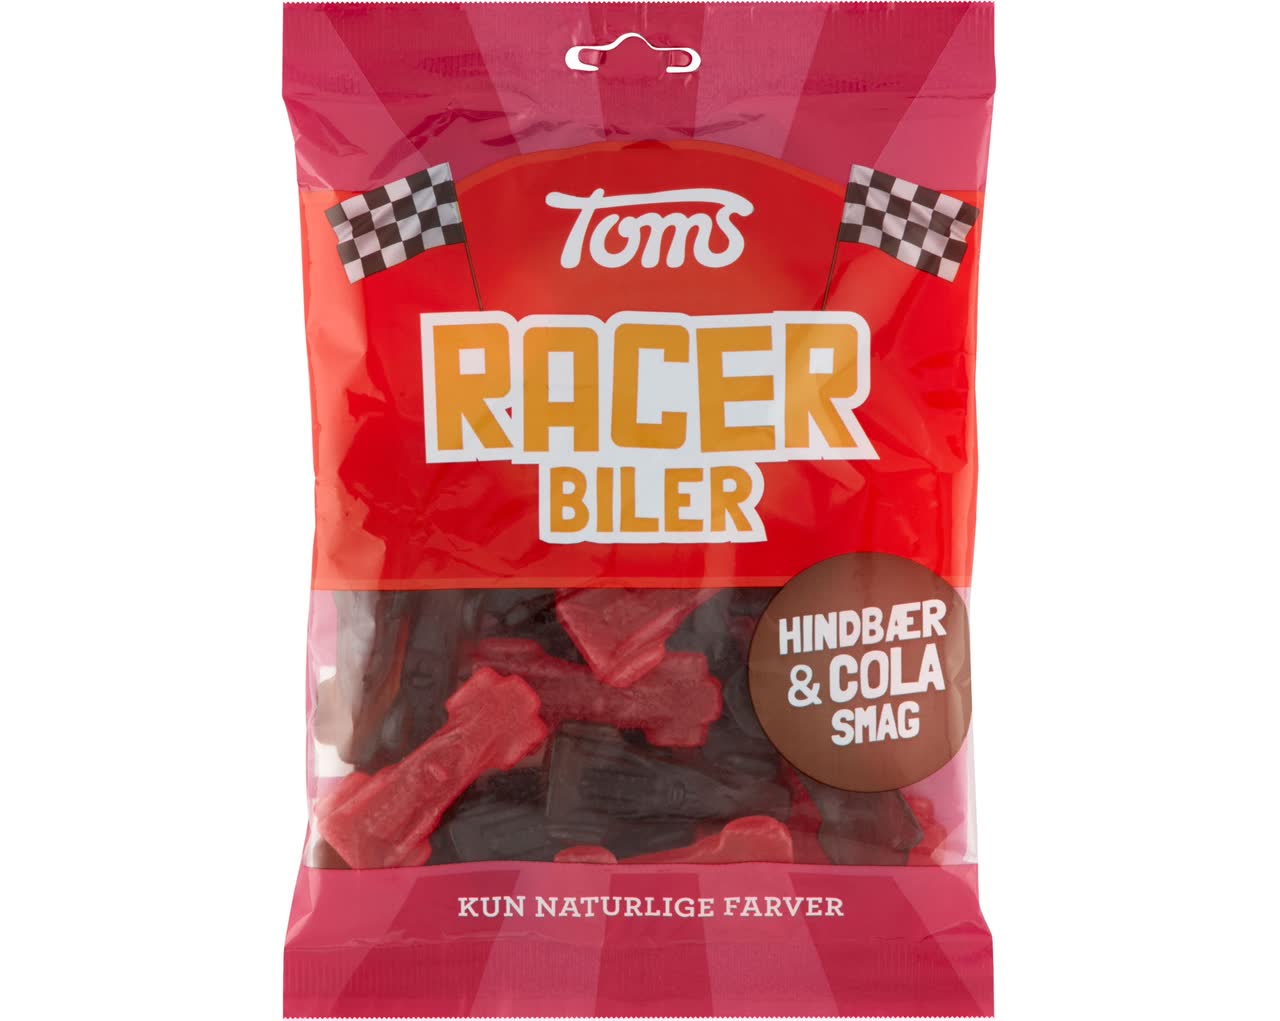 Toms
RACER
BILER
HINDBÆR
& COLA
SMAG
KUN NATURLIGE FARVER